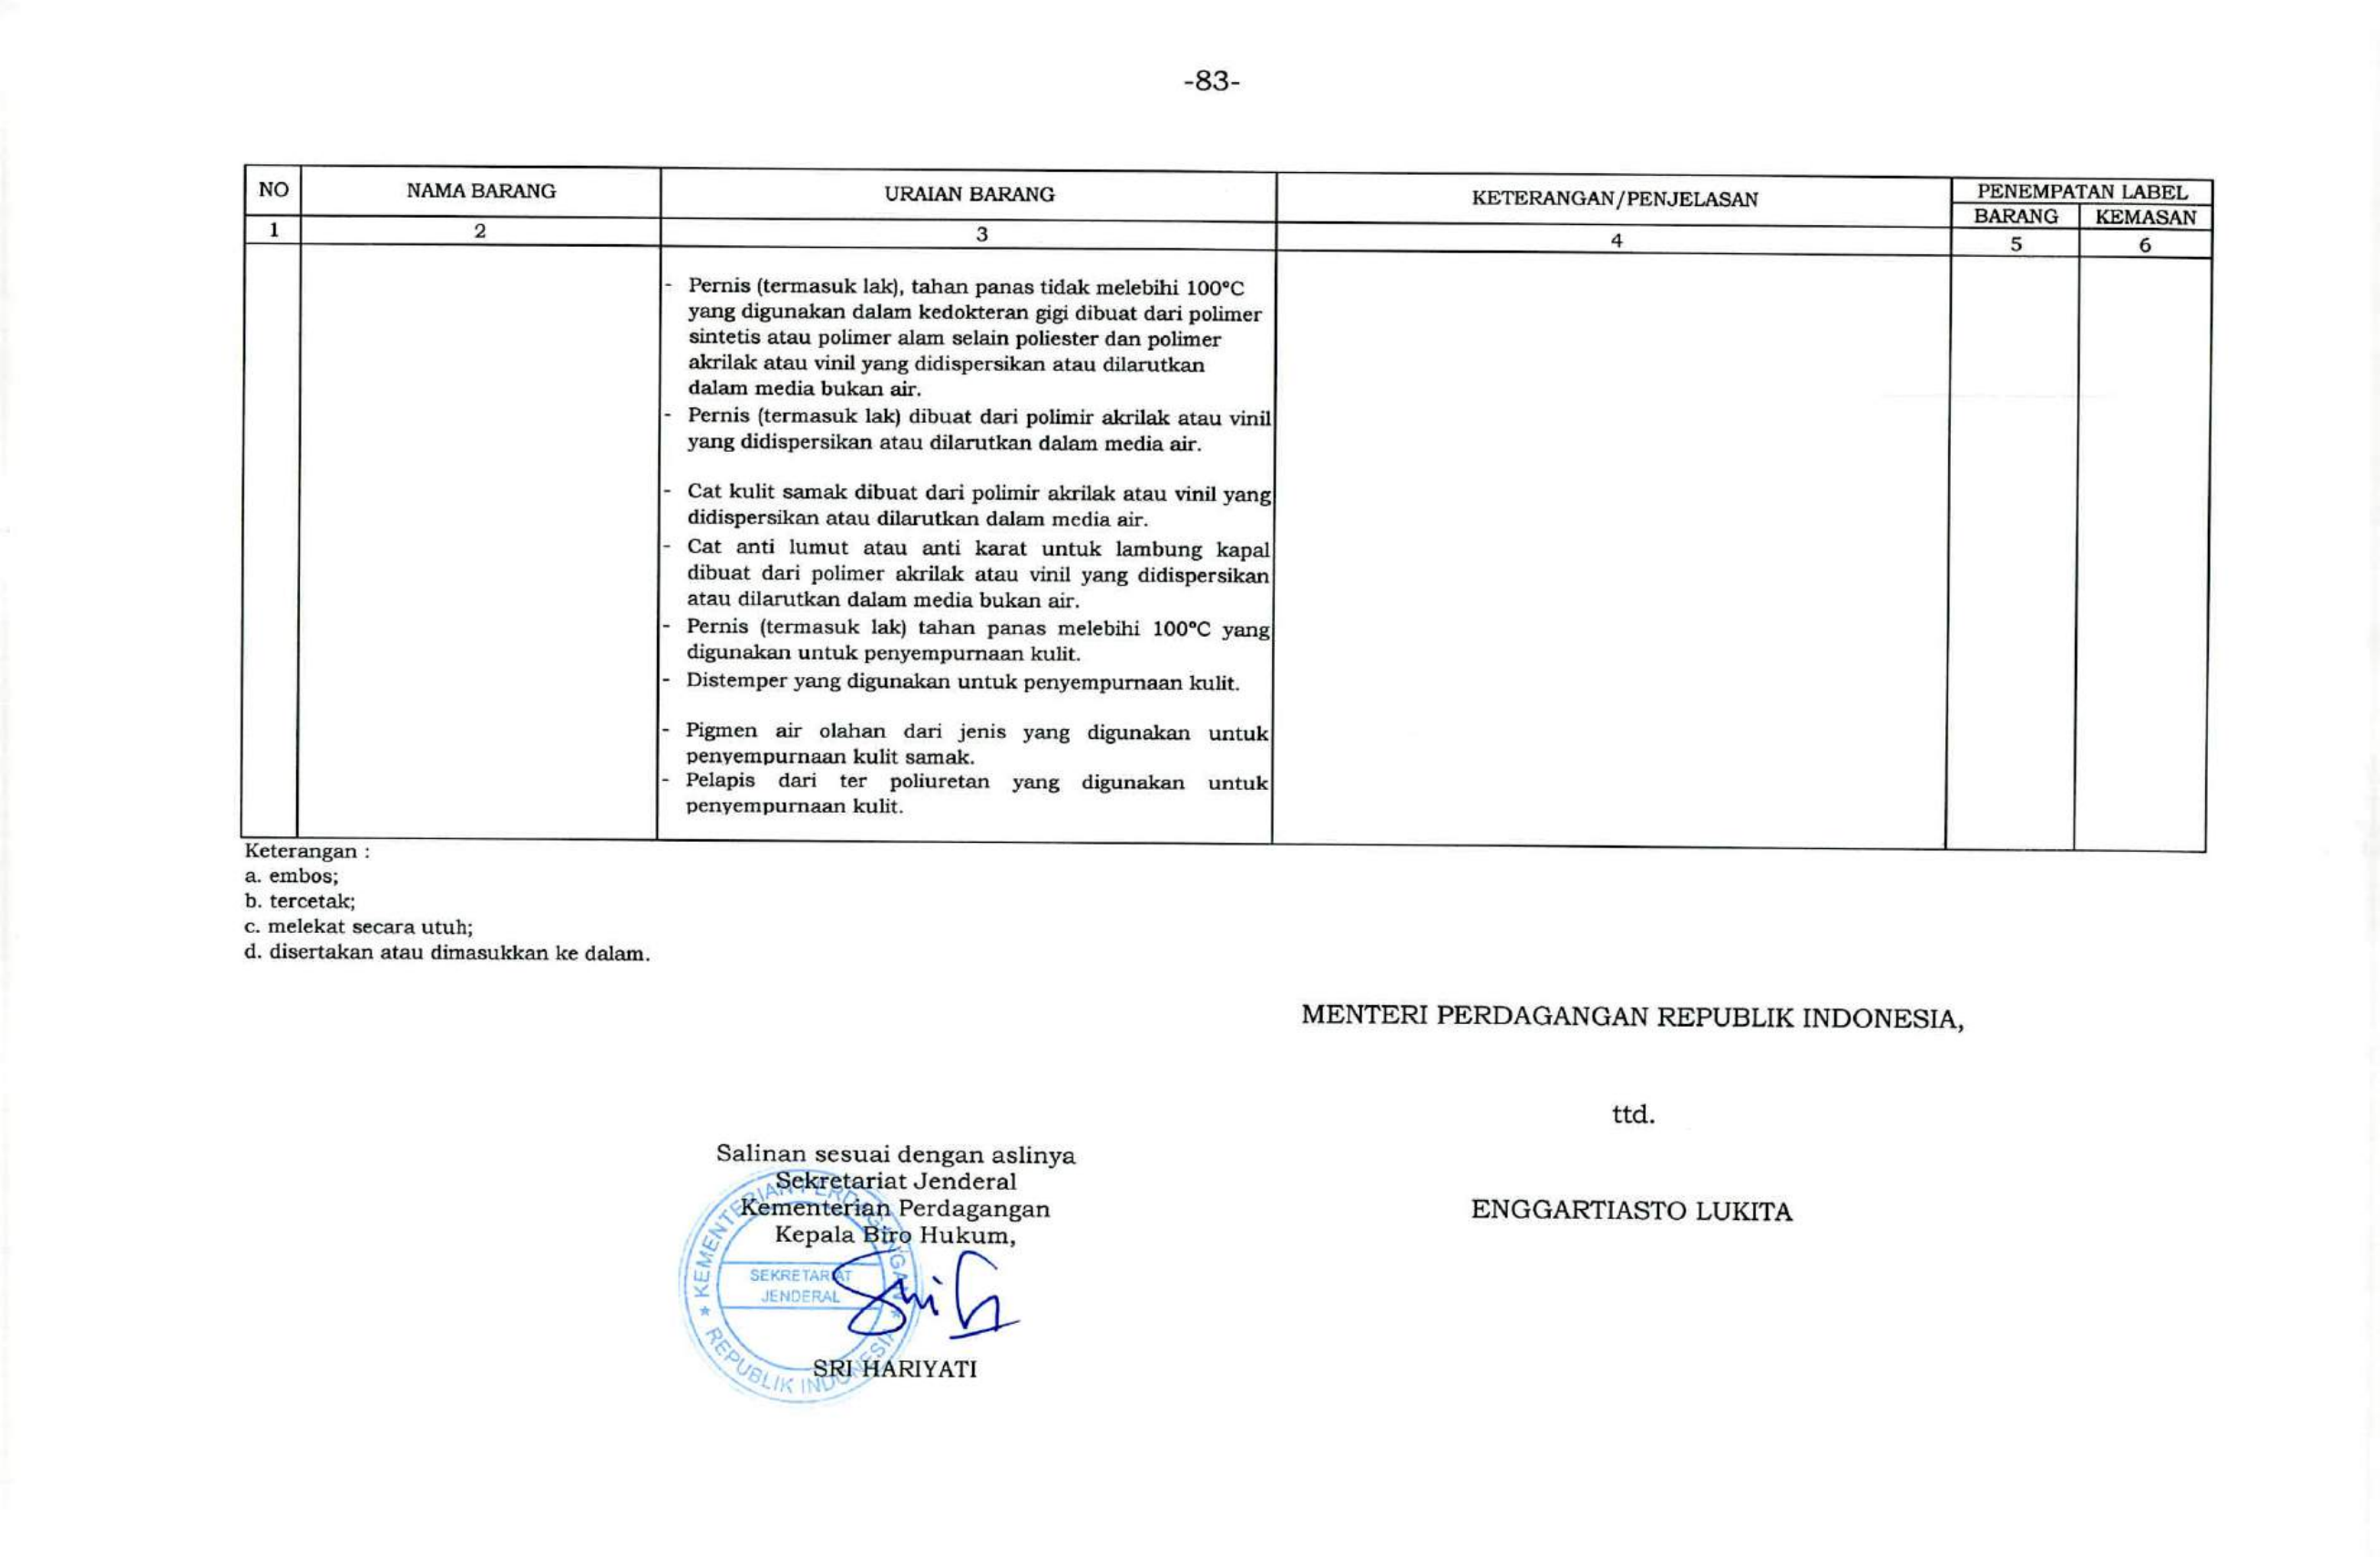 -83-
NO
NAMA BARANG
URAIAN BARANG
KETERANGAN/PENJELASAN
PENEMPATAN LABEL
BARANG
KEMASAN
1
2
3
4
5
6
- Pernis (termasuk lak), tahan panas tidak melebihi 100°C
yang digunakan dalam kedokteran gigi dibuat dari polimer
sintetis atau polimer alam selain poliester dan polimer
akrilak atau vinil yang didispersikan atau dilarutkan
dalam media bukan air.
- Pernis (termasuk lak) dibuat dari polimir akrilak atau vinil
yang didispersikan atau dilarutkan dalam media air.
- Cat kulit samak dibuat dari polimir akrilak atau vinil yang
didispersikan atau dilarutkan dalam media air.
- Cat anti lumut atau anti karat untuk lambung kapal
dibuat dari polimer akrilak atau vinil yang didispersikan
atau dilarutkan dalam media bukan air.
- Pernis (termasuk lak) tahan panas melebihi 100°C yang
digunakan untuk penyempurnaan kulit.
- Distemper yang digunakan untuk penyempurnaan kulit.
- Pigmen air olahan dari jenis yang digunakan untuk
penyempurnaan kulit samak.
- Pelapis dari ter poliuretan yang digunakan untuk
penyempurnaan kulit.
Keterangan :
a. embos;
b. tercetak;
c. melekat secara utuh;
d. disertakan atau dimasukkan ke dalam.
MENTERI PERDAGANGAN REPUBLIK INDONESIA,
ttd.
ENGGARTIASTO LUKITA
Salinan sesuai dengan aslinya
Sekretariat Jenderal
Kementerian Perdagangan
Kepala Biro Hukum,
KEMENTERIAN PERDAGANGAN
SEKRETARIAT
JENDERAL
REPUBLIK INDONESIA
SRI HARIYATI